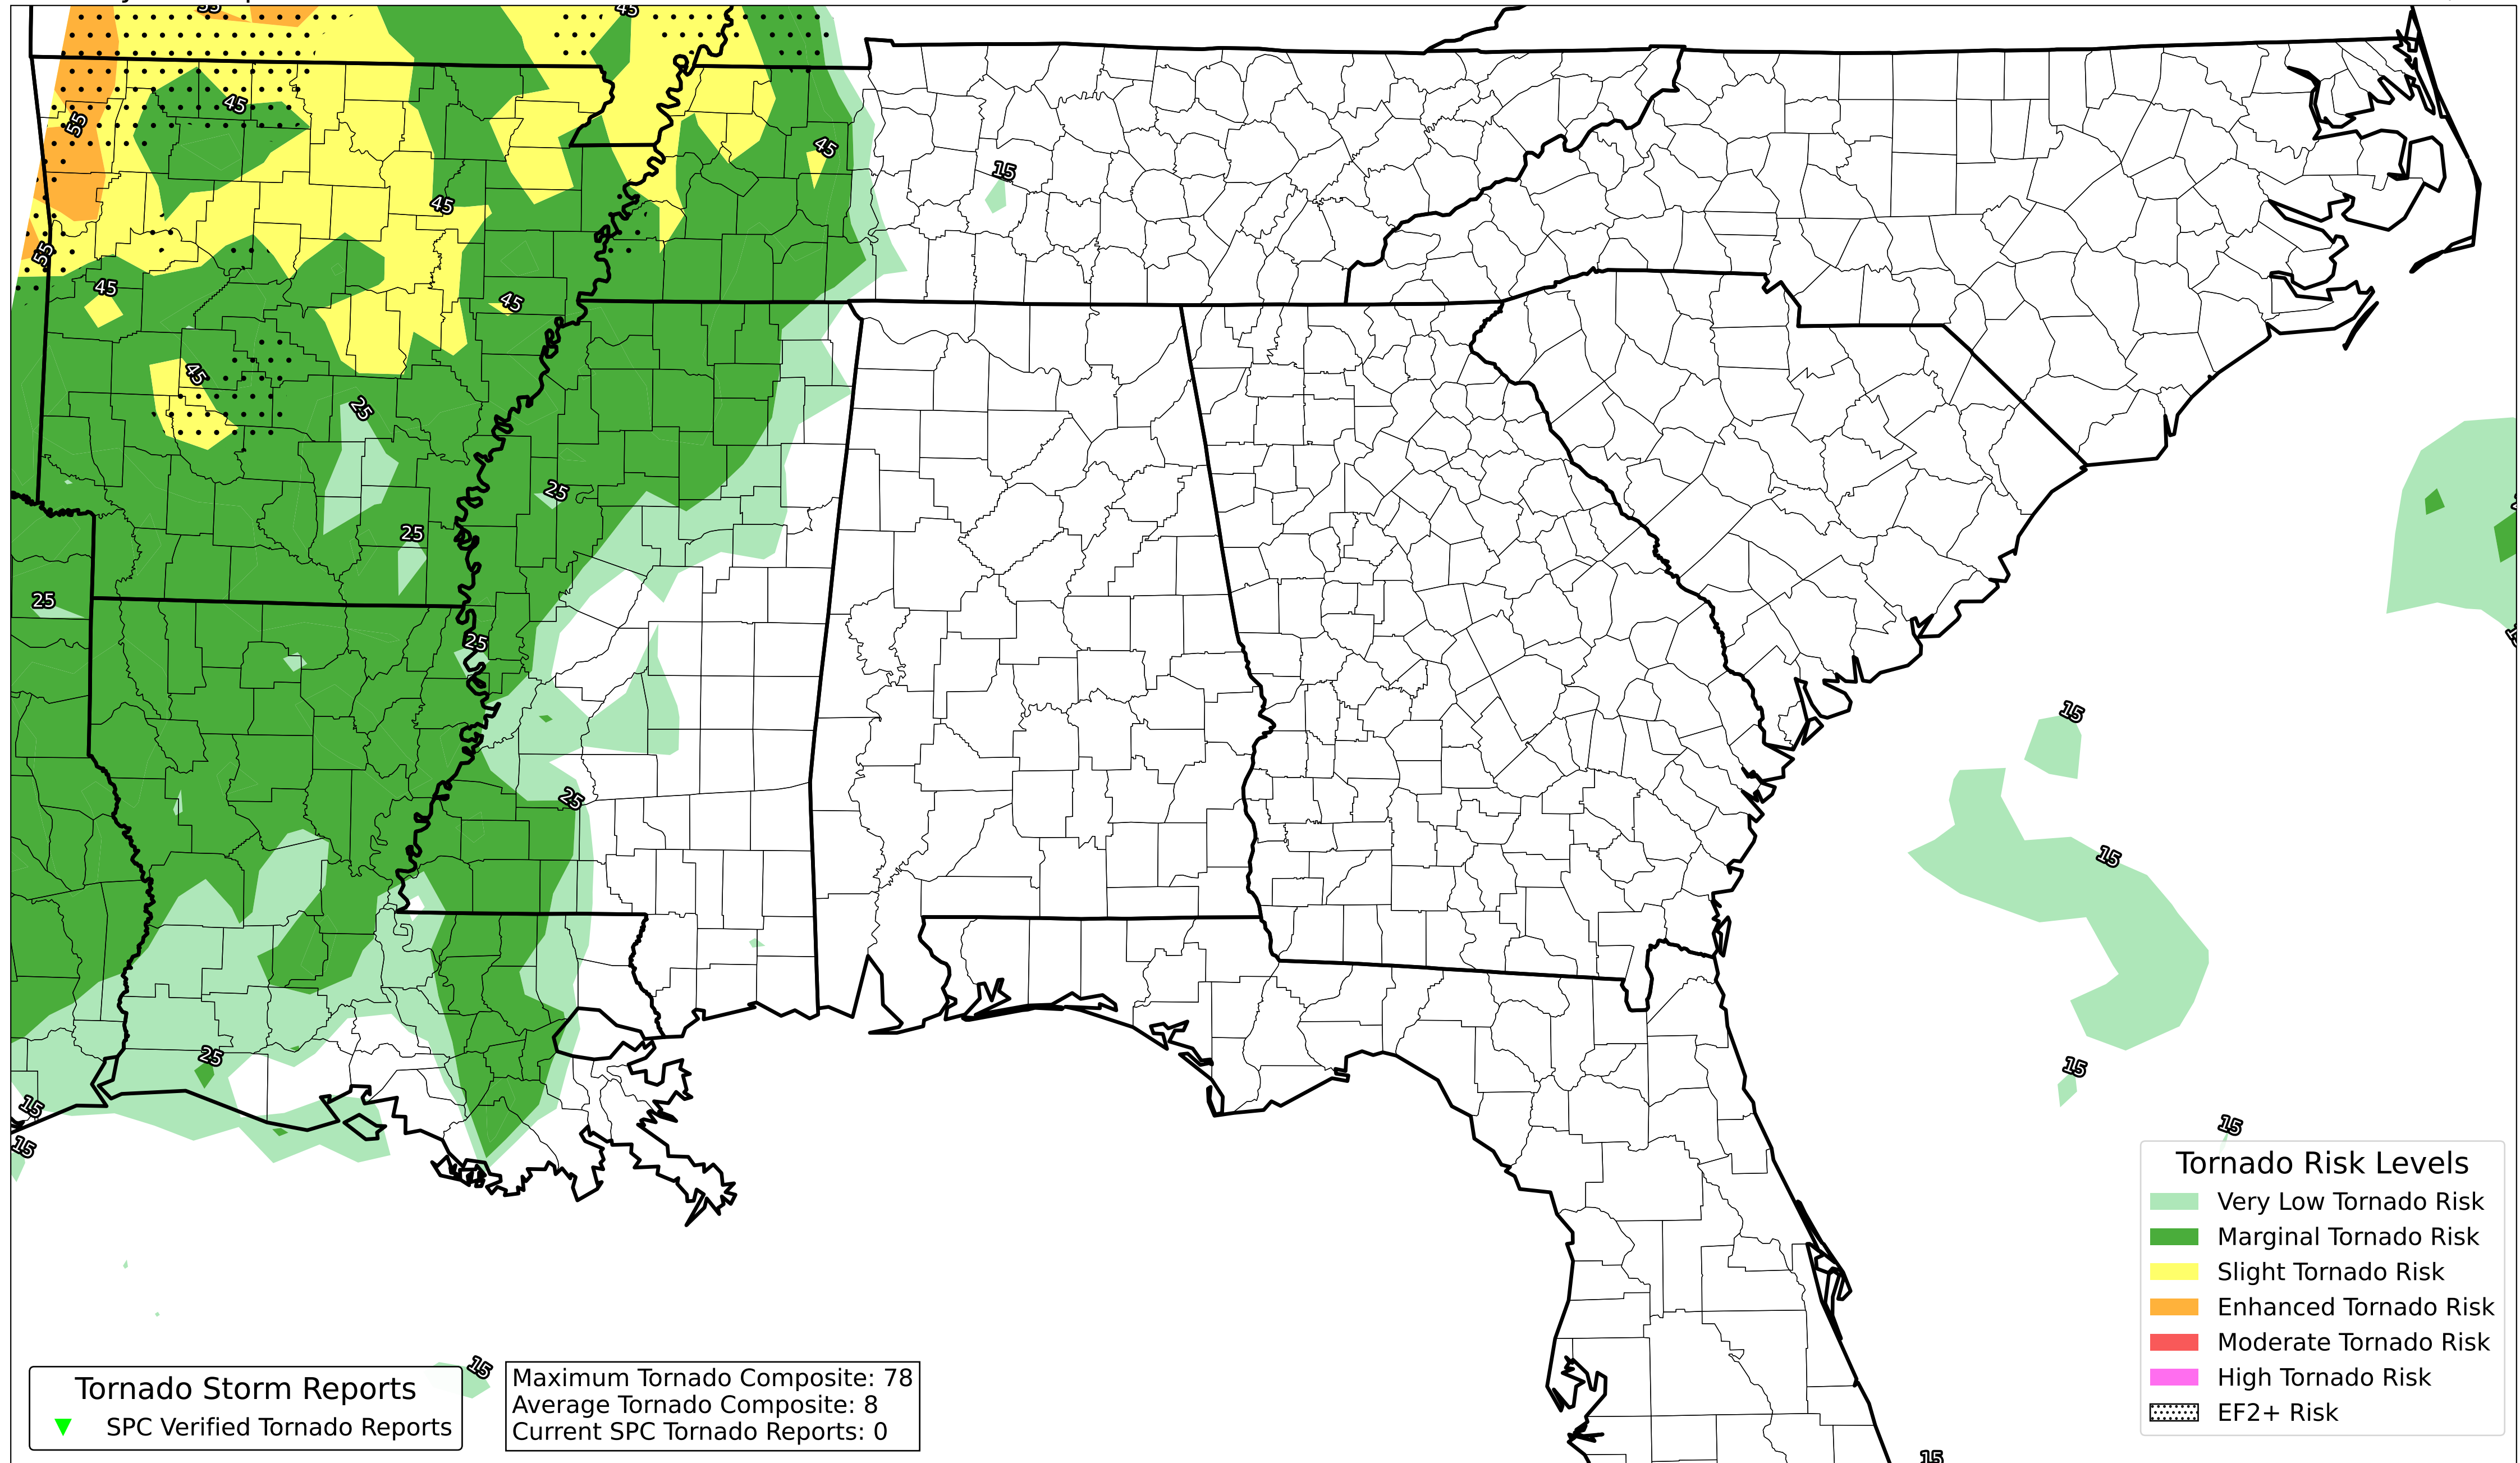 45
45
55
45
15
45
55
45
45
45
25
25
25
25
25
15
25
15
25
15
15
15
15
15
Tornado Risk Levels
Very Low Tornado Risk
Marginal Tornado Risk
Slight Tornado Risk
Enhanced Tornado Risk
Moderate Tornado Risk
High Tornado Risk
EF2+ Risk
Tornado Storm Reports
SPC Verified Tornado Reports
Maximum Tornado Composite: 78
Average Tornado Composite: 8
Current SPC Tornado Reports: 0
15